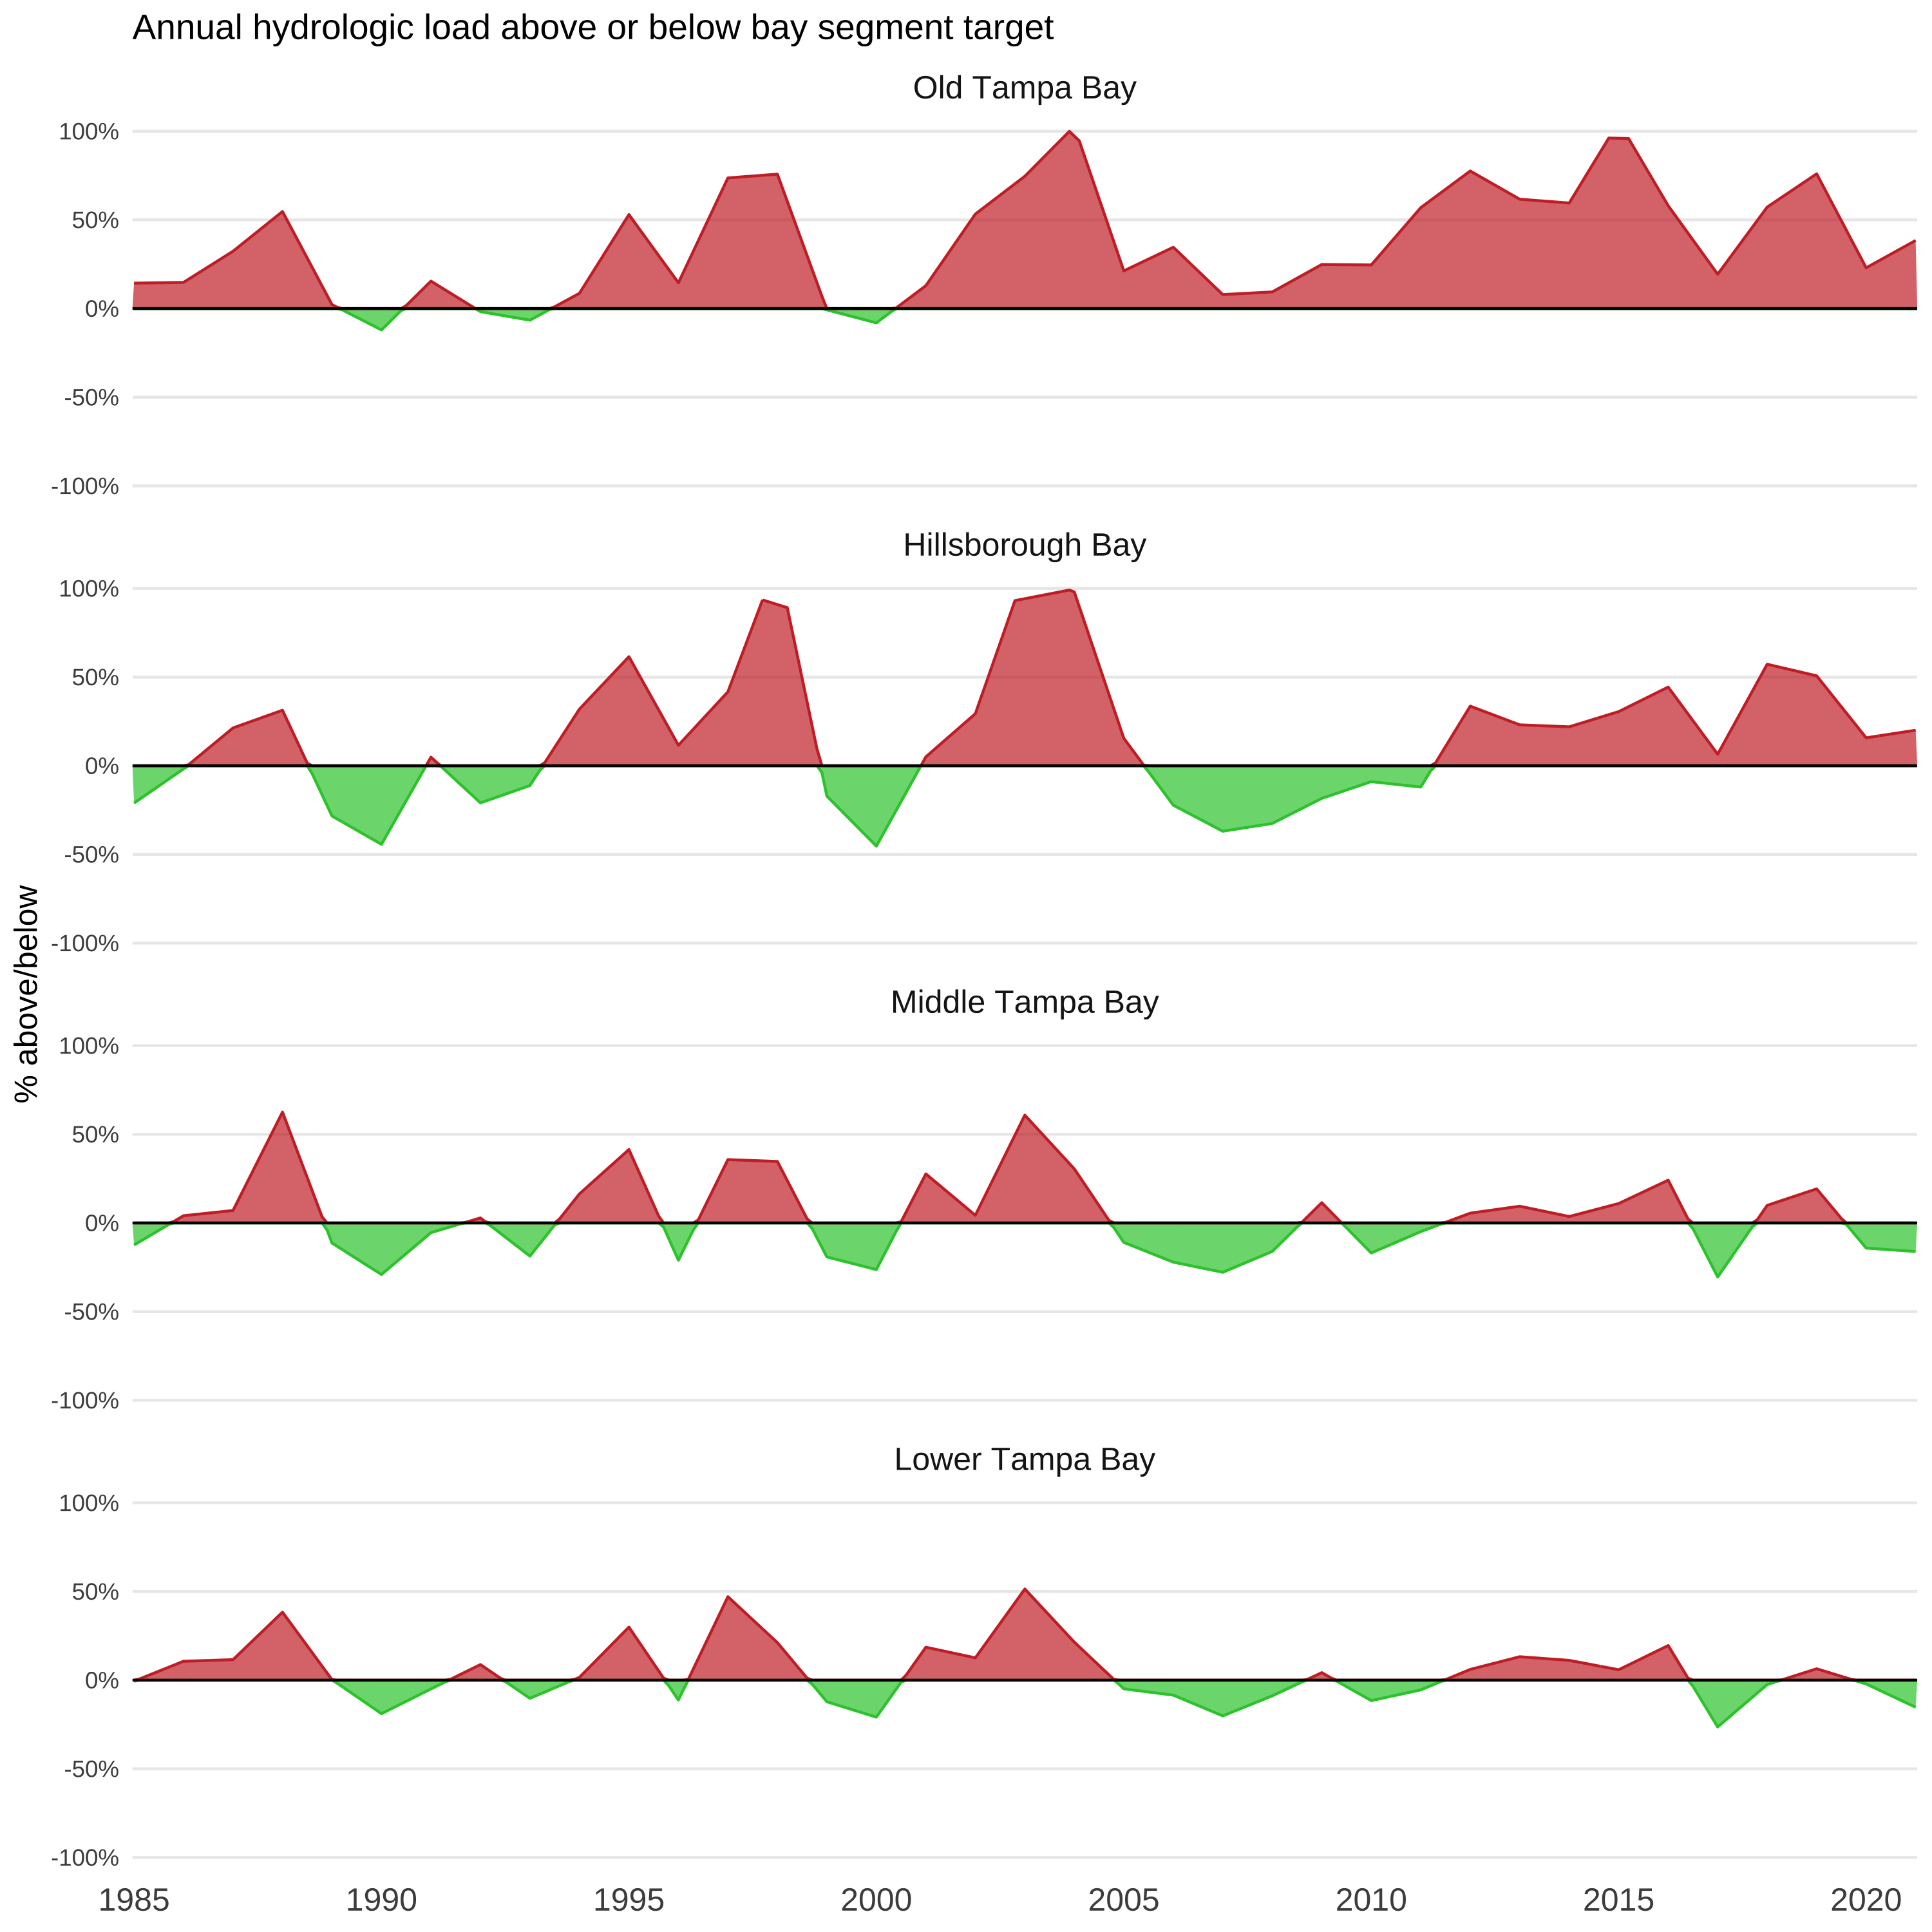 Annual hydrologic load above or below bay segment target
Old Tampa Bay
100%
50%
0%
-50%
-100%
Hillsborough Bay
100%
50%
0%
-50%
-100%
% above/below
Middle Tampa Bay
100%
50%
0%
-50%
-100%
Lower Tampa Bay
100%
50%
0%
-50%
-100%
1985 1990 1995 2000 2005 2010 2015 2020